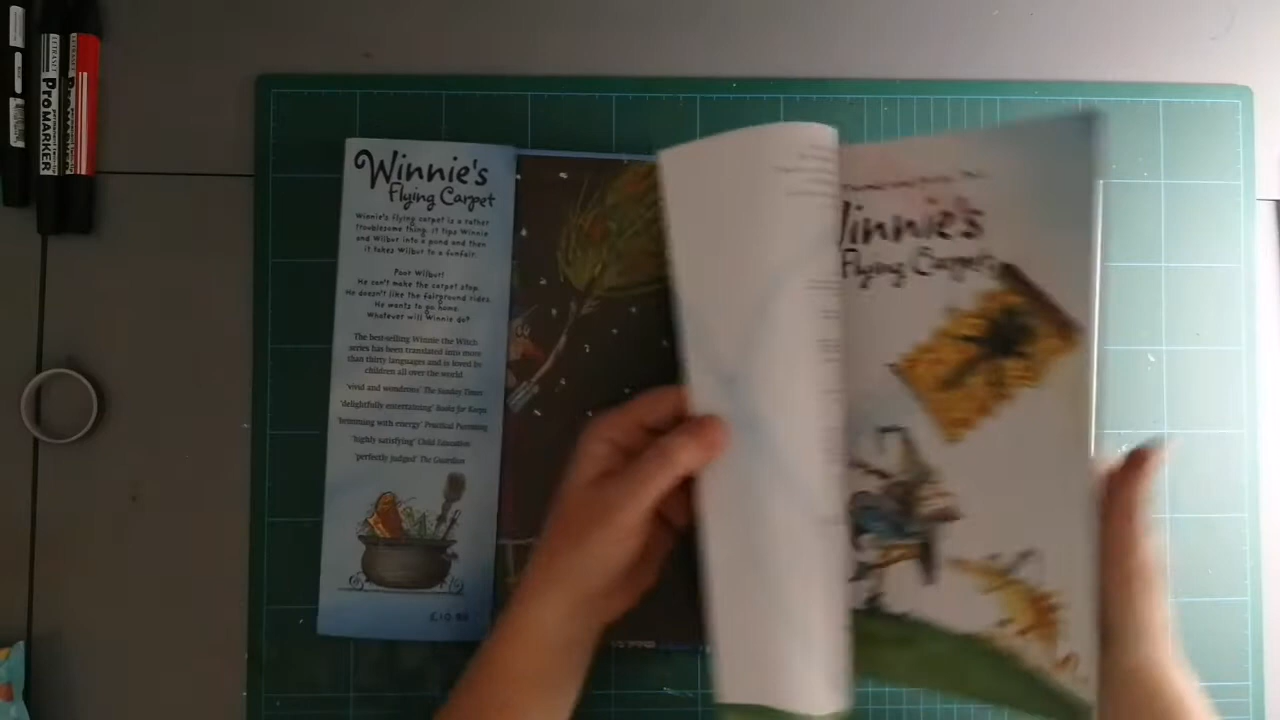 LETRASET
ProMARKER
Winnie's
Flying Carpet
Winnie's flying carpet is a rather
troublesome thing. It tips Winnie
and Wilbur into a pond and then
it takes Wilbur to a funfair.
Poor Wilbur!
He can't make the carpet stop.
He doesn't like the fairground rides.
He wants to go home.
Whatever will Winnie do?
The best-selling Winnie the Witch
series has been translated into more
than thirty languages and is loved by
children all over the world
'vivid and wondrous' The Sunday Times
'delightfully entertaining' Books for Keeps
'brimming with energy' Practical Parenting
'highly satisfying' Child Education
'perfectly judged' The Guardian
Winnie's
Flying Carpet